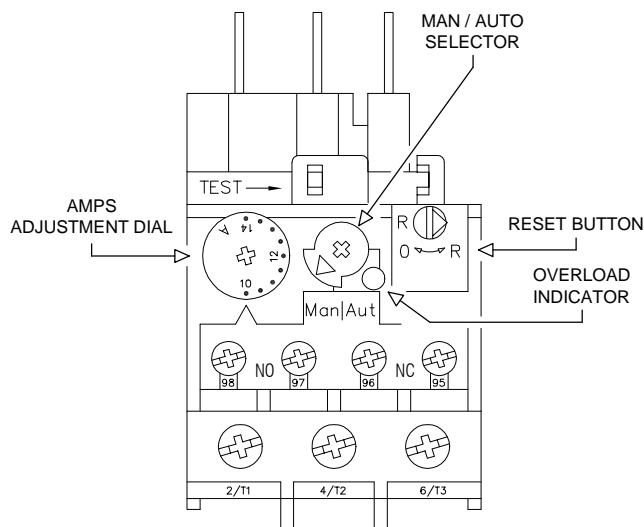 MAN / AUTO
SELECTOR
TEST
AMPS
ADJUSTMENT DIAL
A
14
12
10
R
O R
RESET BUTTON
OVERLOAD
INDICATOR
Man|Aut
98 NO 97 96 NC 95
2/T1 4/T2 6/T3